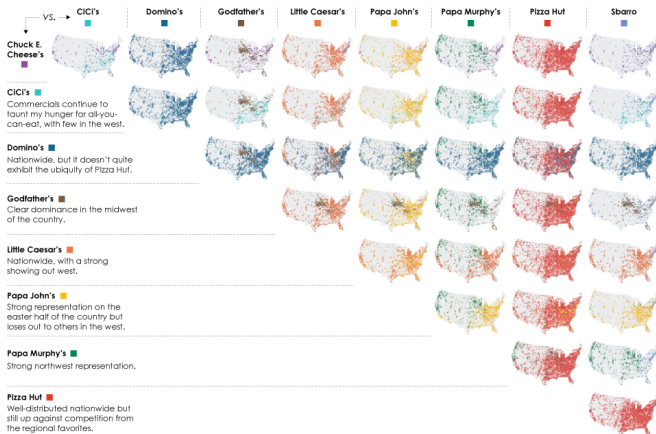 VS.
CiCi's
Domino's
Godfather's
Little Caesar's
Papa John's
Papa Murphy's
Pizza Hut
Sbarro
Chuck E.
Cheese's
CiCi's
Commercials continue to
taunt my hunger for all-you-
can-eat, with few in the west.
Domino's
Nationwide, but it doesn't quite
exhibit the ubiquity of Pizza Hut.
Godfather's
Clear dominance in the midwest
of the country.
Little Caesar's
Nationwide, with a strong
showing out west.
Papa John's
Strong representation on the
easter half of the country but
loses out to others in the west.
Papa Murphy's
Strong northwest representation.
Pizza Hut
Well-distributed nationwide but
still up against competition from
the regional favorites.